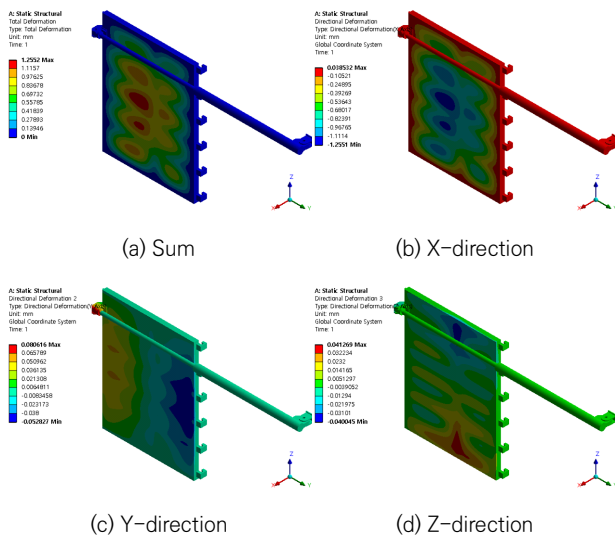 A: Static Structural
Total Deformation
Type: Total Deformation
Unit: mm
Time: 1
1.2552 Max
1.1157
0.97625
0.83678
0.69732
0.55785
0.41839
0.27893
0.13946
0 Min
Z
X
Y
(a) Sum
A: Static Structural
Directional Deformation
Type: Directional Deformation(X
Unit: mm
Global Coordinate System
Time: 1
0.038532 Max
-0.10521
-0.24895
-0.39269
-0.53643
-0.68017
-0.82391
-0.96765
-1.1114
-1.2551 Min
Z
X
Y
(b) X-direction
A: Static Structural
Directional Deformation 2
Type: Directional Deformation(Y
Unit: mm
Global Coordinate System
Time: 1
0.080616 Max
0.065789
0.050962
0.036135
0.021308
0.0064811
-0.0083458
-0.023173
-0.038
-0.052827 Min
Z
X
Y
(c) Y-direction
A: Static Structural
Directional Deformation 3
Type: Directional Deformation
Unit: mm
Global Coordinate System
Time: 1
0.041269 Max
0.032234
0.0232
0.014165
0.0051297
-0.0039052
-0.01294
-0.021975
-0.03101
-0.040045 Min
Z
X
Y
(d) Z-direction